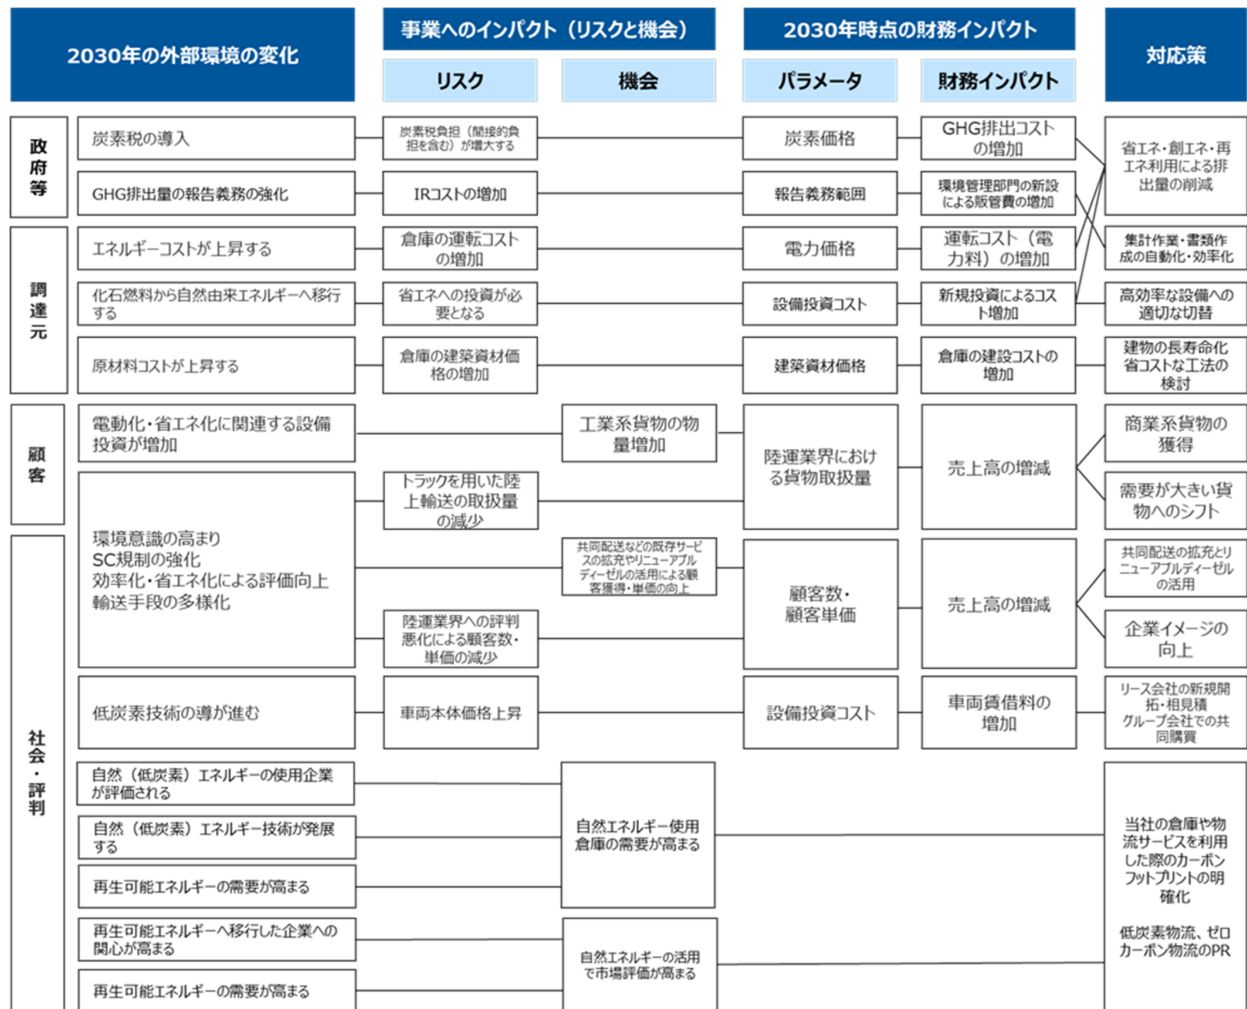 2030年の外部環境の変化
事業へのインパクト（リスクと機会）
2030年時点の財務インパクト
対応策
リスク
機会
パラメータ
財務インパクト
政府等
炭素税の導入
炭素税負担（間接的負
担を含む）が増大する
炭素価格
GHG排出コスト
の増加
省エネ・創エネ・再
エネ利用による排
出量の削減
GHG排出量の報告義務の強化
IRコストの増加
報告義務範囲
環境管理部門の新設
による販管費の増加
調達元
エネルギーコストが上昇する
倉庫の運転コスト
の増加
電力価格
運転コスト（電
力料）の増加
集計作業・書類作
成の自動化・効率化
化石燃料から自然由来エネルギーへ移行
する
省エネへの投資が必
要となる
設備投資コスト
新規投資によるコス
ト増加
高効率な設備への
適切な切替
原材料コストが上昇する
倉庫の建築資材価
格の増加
建築資材価格
倉庫の建設コストの
増加
建物の長寿命化
省コストな工法の
検討
顧客
電動化・省エネ化に関連する設備
投資が増加
工業系貨物の物
量増加
陸運業界におけ
る貨物取扱量
売上高の増減
商業系貨物の
獲得
トラックを用いた陸
上輸送の取扱量
の減少
需要が大きい貨
物へのシフト
社会・評判
環境意識の高まり
SC規制の強化
効率化・省エネ化による評価向上
輸送手段の多様化
共同配送などの既存サービ
スの拡充やリニューアブル
ディーゼルの活用による顧
客獲得・単価の向上
顧客数・
顧客単価
売上高の増減
共同配送の拡充とリ
ニューアブルディーゼル
の活用
陸運業界への評判
悪化による顧客数・
単価の減少
企業イメージの
向上
低炭素技術の導が進む
車両本体価格上昇
設備投資コスト
車両賃借料の
増加
リース会社の新規開
拓・相見積
グループ会社での共
同購買
自然（低炭素）エネルギーの使用企業
が評価される
自然（低炭素）エネルギー技術が発展
する
再生可能エネルギーの需要が高まる
自然エネルギー使用
倉庫の需要が高まる
当社の倉庫や物
流サービスを利用
した際のカーボン
フットプリントの明
確化
低炭素物流、ゼロ
カーボン物流のPR
再生可能エネルギーへ移行した企業への
関心が高まる
再生可能エネルギーの需要が高まる
自然エネルギーの活用
で市場評価が高まる